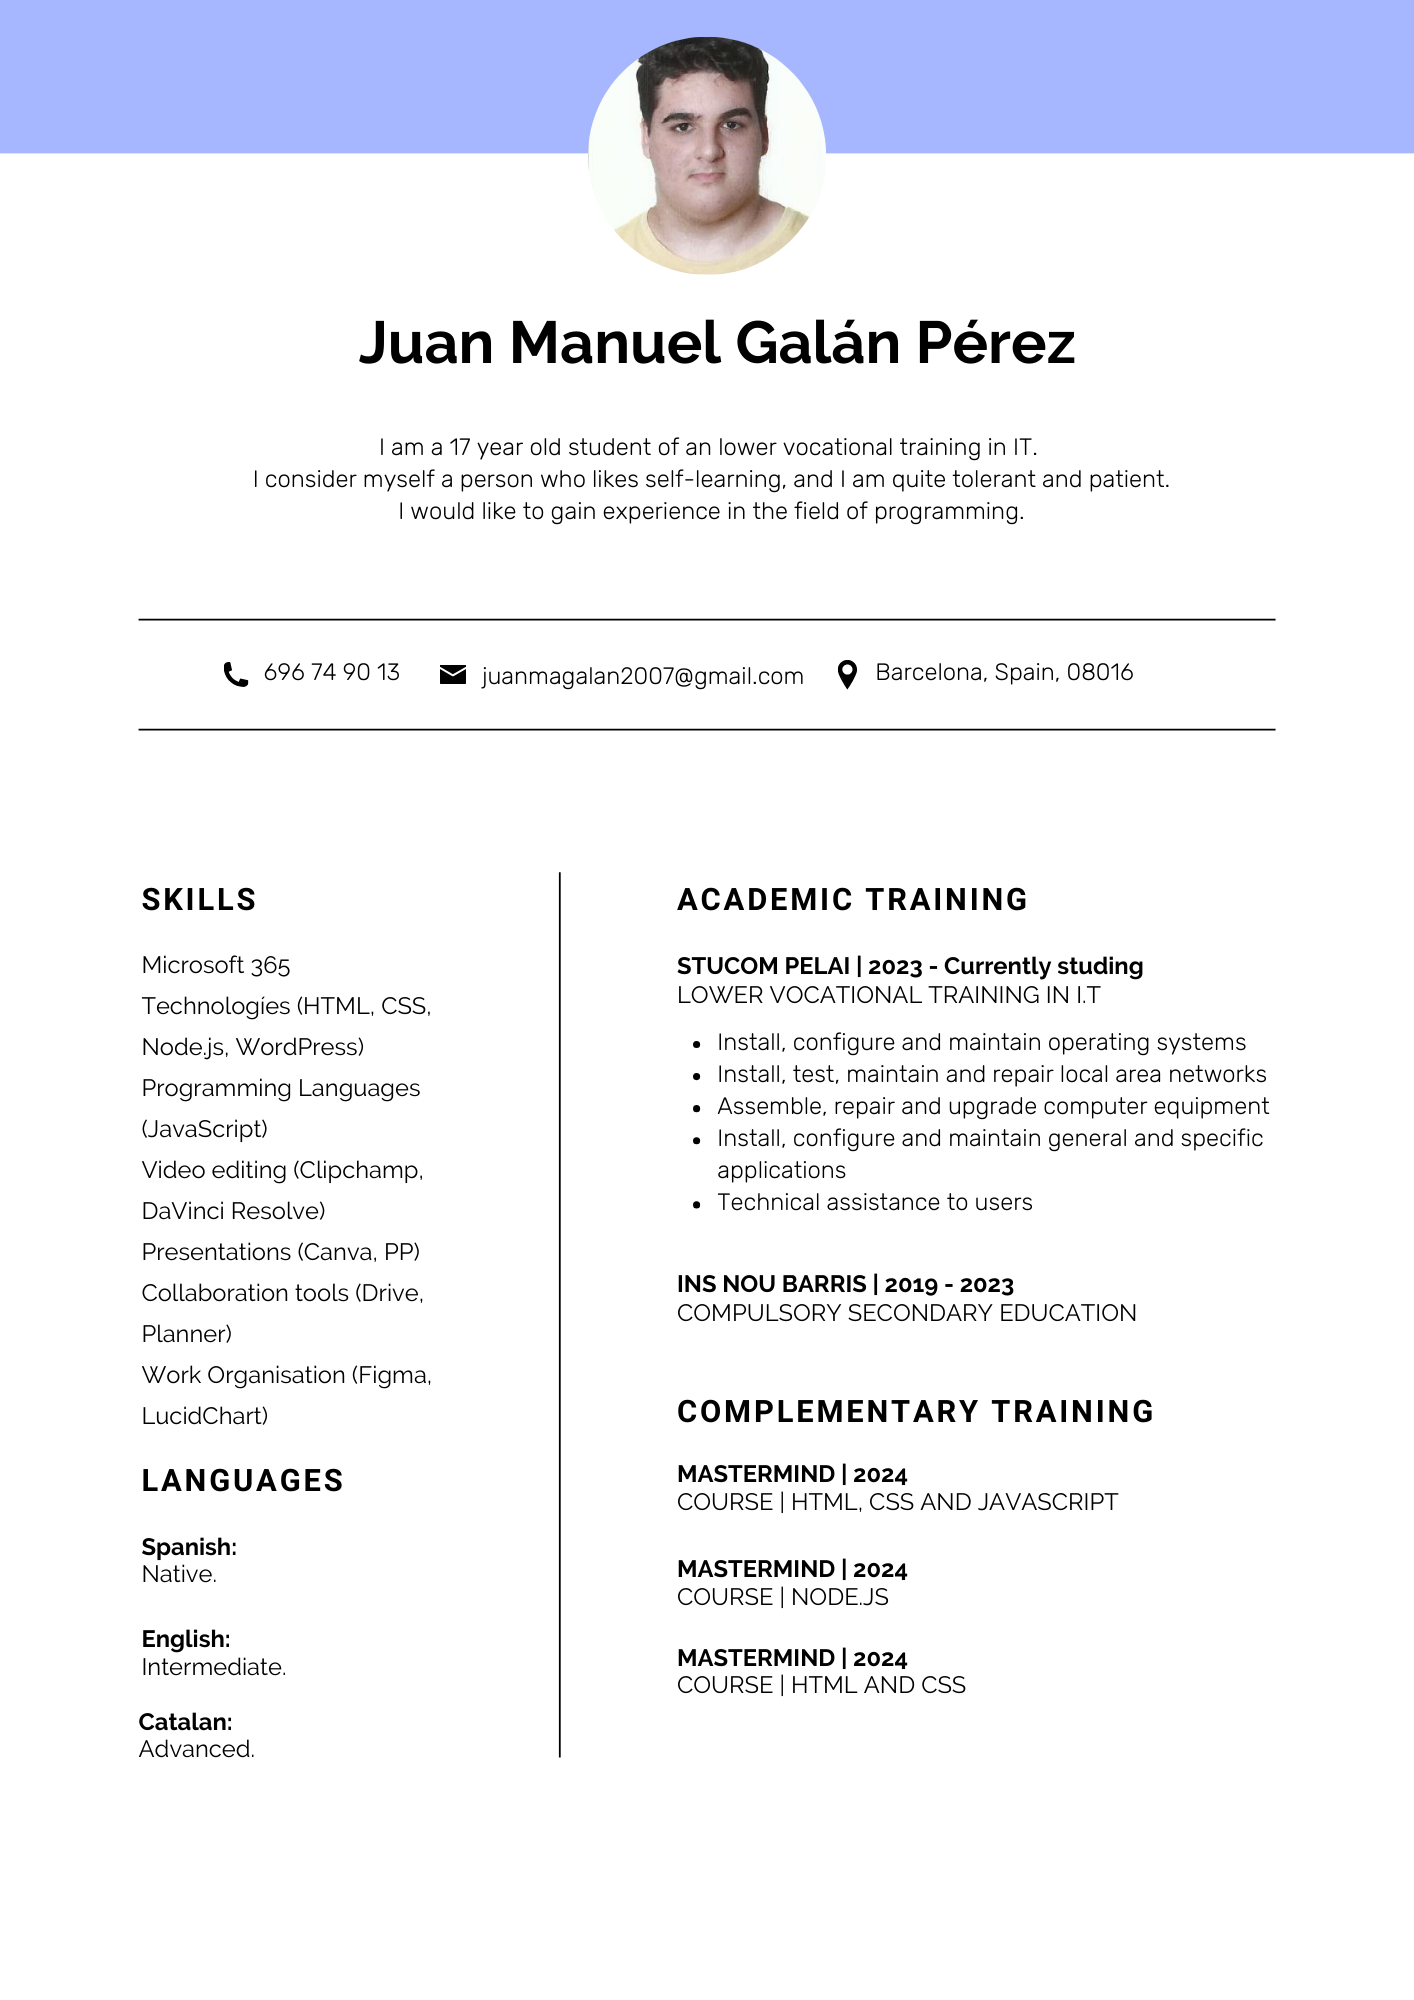 Juan Manuel Galán Pérez
I am a 17 year old student of an lower vocational training in IT.
I consider myself a person who likes self-learning, and I am quite tolerant and patient.
I would like to gain experience in the field of programming.
696 74 90 13
juanmagalan2007@gmail.com
Barcelona, Spain, 08016
SKILLS
Microsoft 365
Technologíes (HTML, CSS,
Node.js, WordPress)
Programming Languages
(JavaScript)
Video editing (Clipchamp,
DaVinci Resolve)
Presentations (Canva, PP)
Collaboration tools (Drive,
Planner)
Work Organisation (Figma,
LucidChart)
LANGUAGES
Spanish:
Native.
English:
Intermediate.
Catalan:
Advanced.
ACADEMIC TRAINING
STUCOM PELAI | 2023 - Currently studing
LOWER VOCATIONAL TRAINING IN I.T
• Install, configure and maintain operating systems
• Install, test, maintain and repair local area networks
• Assemble, repair and upgrade computer equipment
• Install, configure and maintain general and specific
applications
• Technical assistance to users
INS NOU BARRIS | 2019 - 2023
COMPULSORY SECONDARY EDUCATION
COMPLEMENTARY TRAINING
MASTERMIND | 2024
COURSE | HTML, CSS AND JAVASCRIPT
MASTERMIND | 2024
COURSE | NODE.JS
MASTERMIND | 2024
COURSE | HTML AND CSS